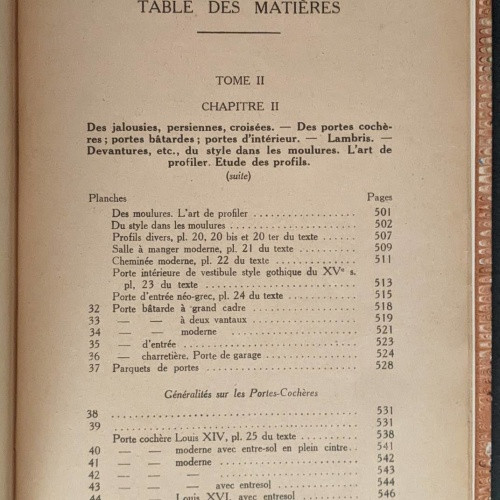 TABLE DES MATIÈRES
TOME II
CHAPITRE II
Des jalousies, persiennes, croisées. — Des portes cochè-
res; portes bâtardes; portes d'intérieur. — Lambris. —
Devantures, etc., du style dans les moulures. L'art de
profiler. Etude des profils.
(suite)
Planches Pages
Des moulures. L'art de profiler 501
Du style dans les moulures 502
Profils divers, pl. 20, 20 bis et 20 ter du texte 507
Salle à manger moderne, pl. 21 du texte 509
Cheminée moderne, pl. 22 du texte 511
Porte intérieure de vestibule style gothique du XVe s.
pl, 23 du texte 513
Porte d'entrée néo-grec, pl. 24 du texte 515
32 Porte bâtarde à grand cadre 518
33 — — à deux vantaux 519
34 — — moderne 521
35 — d'entrée 523
36 — charretière. Porte de garage 524
37 Parquets de portes 528
Généralités sur les Portes-Cochères
38 531
39 531
Porte cochère Louis XIV, pl. 25 du texte 538
40 — — moderne avec entre-sol en plein cintre 541
41 — — moderne 542
42 — — — 543
43 — — — avec entresol 544
44 — — Louis XVI, avec entresol 546